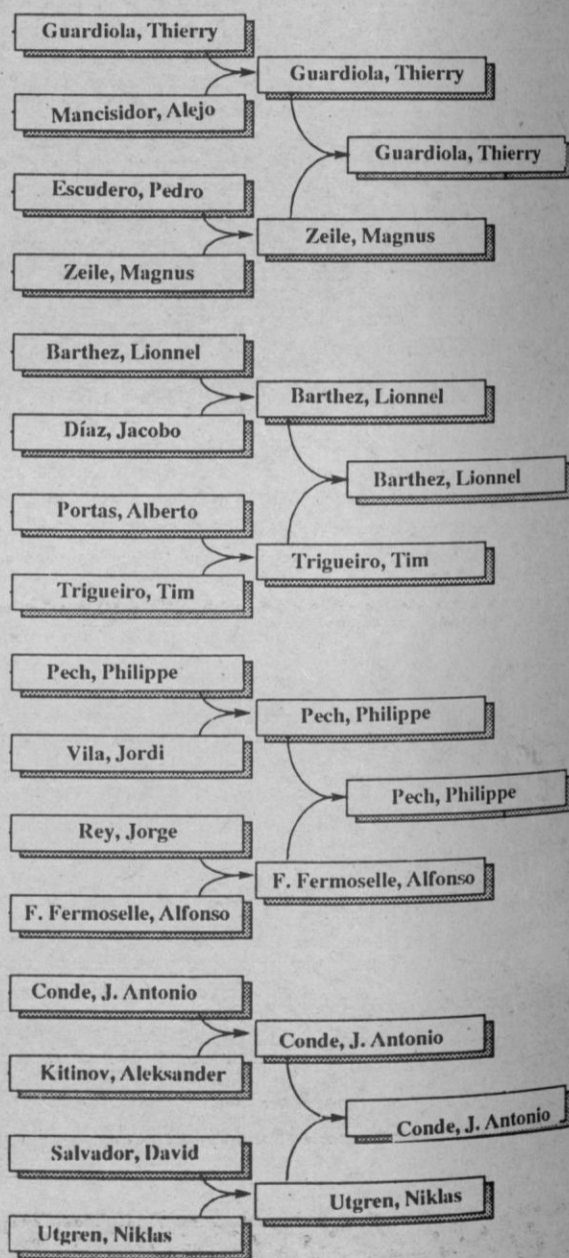 Guardiola, Thierry
Guardiola, Thierry
Mancisidor, Alejo
Guardiola, Thierry
Escudero, Pedro
Zeile, Magnus
Zeile, Magnus
Barthez, Lionnel
Barthez, Lionnel
Díaz, Jacobo
Barthez, Lionnel
Portas, Alberto
Trigueiro, Tim
Trigueiro, Tim
Pech, Philippe
Pech, Philippe
Vila, Jordi
Pech, Philippe
Rey, Jorge
F. Fermoselle, Alfonso
F. Fermoselle, Alfonso
Conde, J. Antonio
Conde, J. Antonio
Kitinov, Aleksander
Conde, J. Antonio
Salvador, David
Utgren, Niklas
Utgren, Niklas